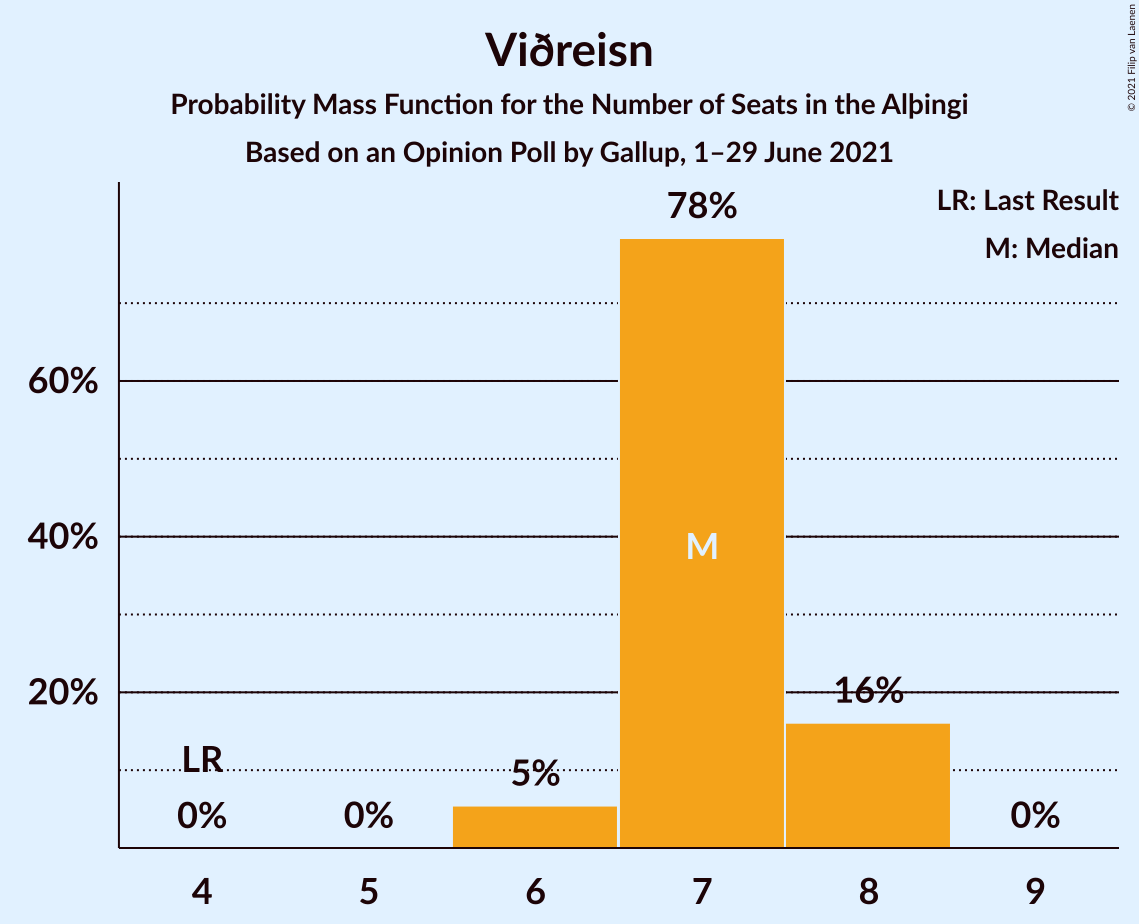 Viðreisn
Probability Mass Function for the Number of Seats in the Alþingi
Based on an Opinion Poll by Gallup, 1–29 June 2021
© 2021 Filip van Laenen
LR: Last Result
M: Median
78%
60%
40%
20%
M
16%
LR
5%
0%
0%
0%
4
5
6
7
8
9